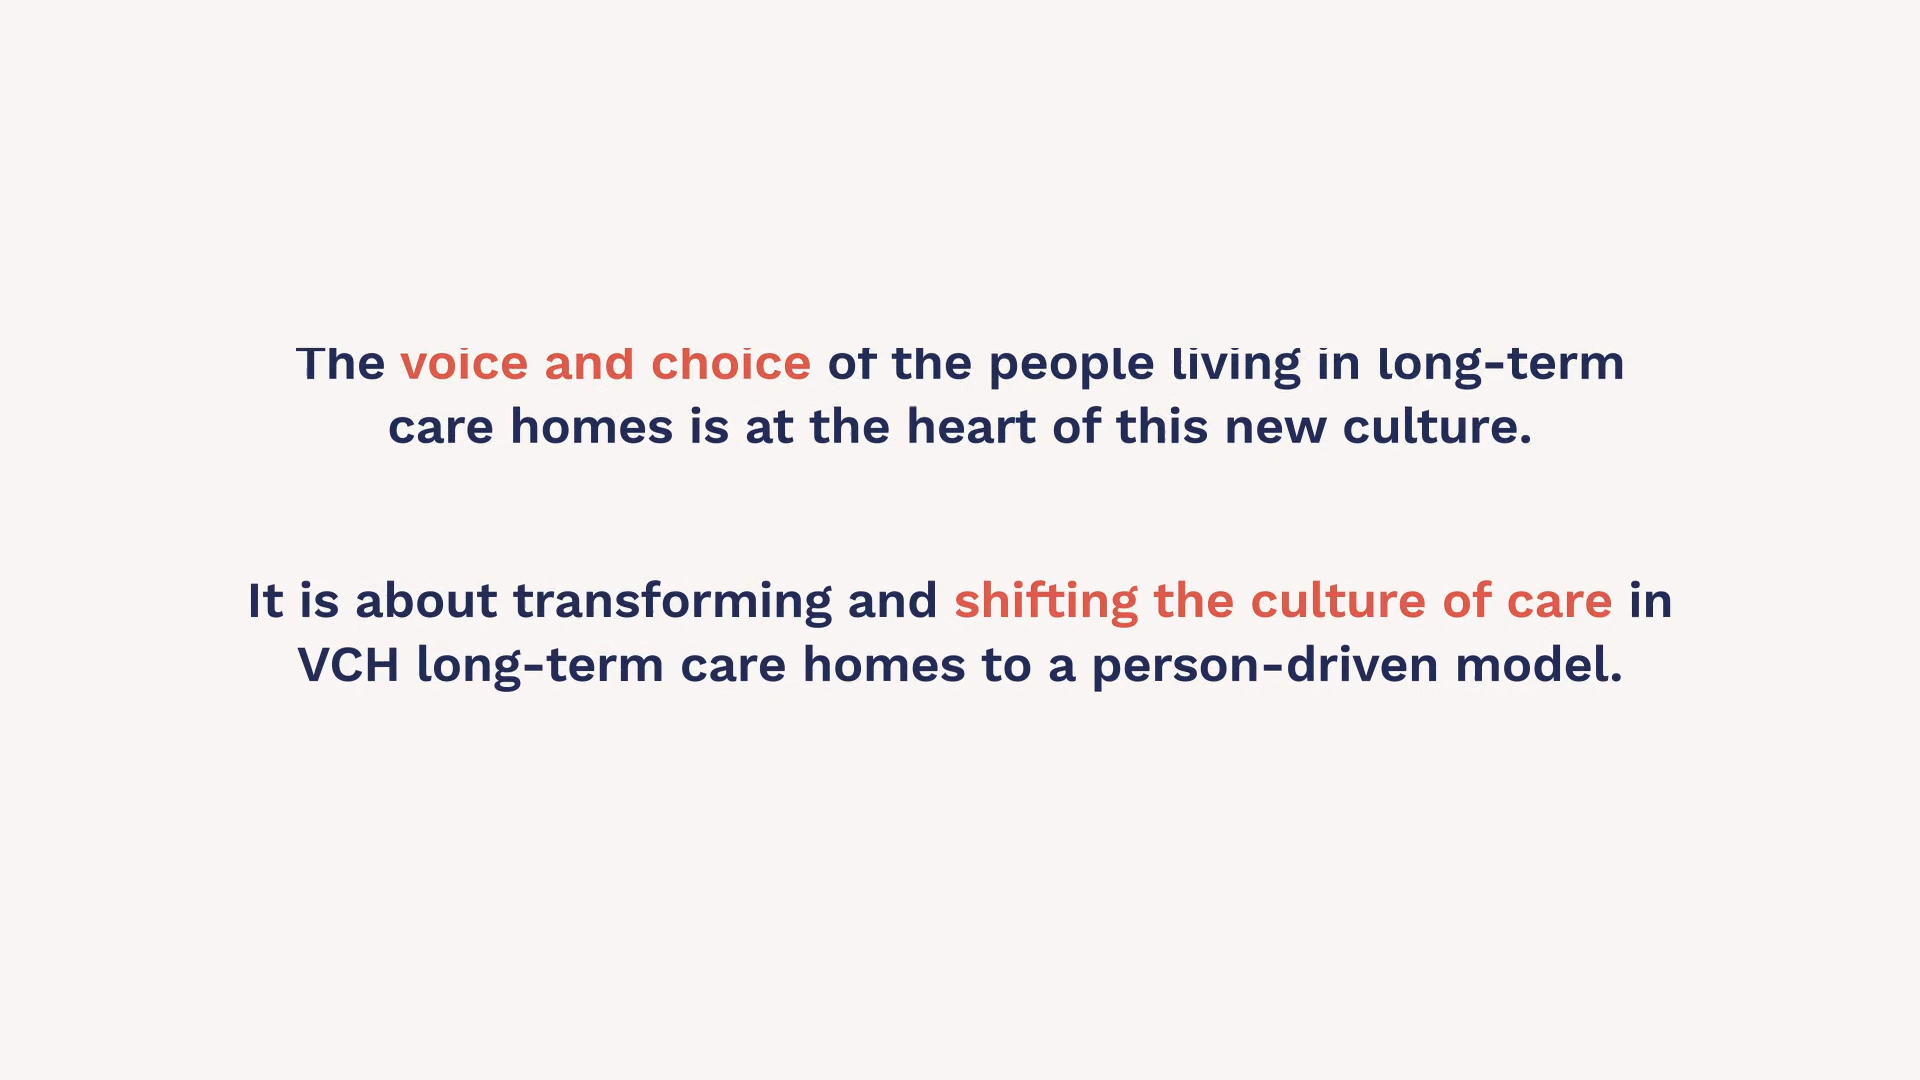 The voice and choice of the people living in long-term
care homes is at the heart of this new culture.
It is about transforming and shifting the culture of care in
VCH long-term care homes to a person-driven model.